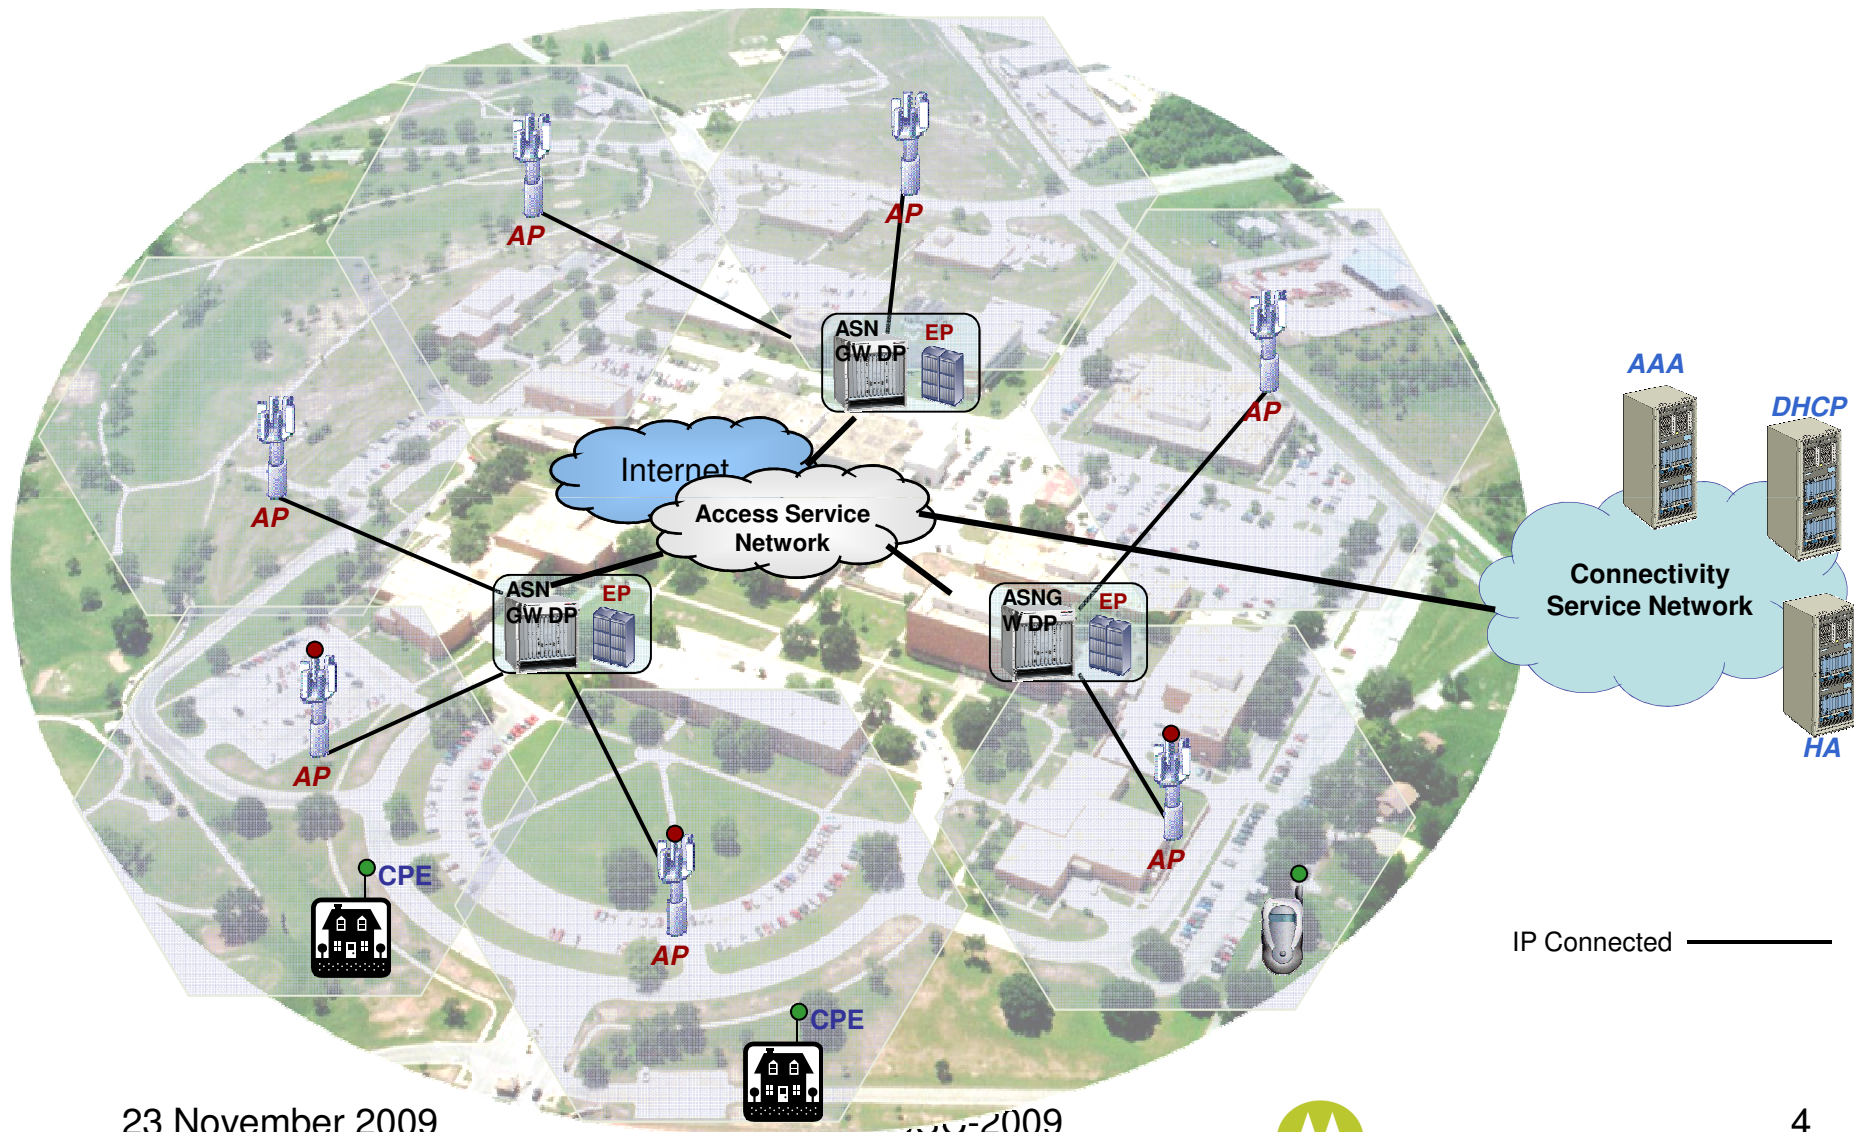 AP
AP
ASN
GW DP
EP
AP
AAA
DHCP
Internet
AP
Access Service
Network
Connectivity
Service Network
ASN
GW DP
EP
ASNG
W DP
EP
HA
AP
AP
CPE
AP
IP Connected
CPE
23 November 2009
-2009
4